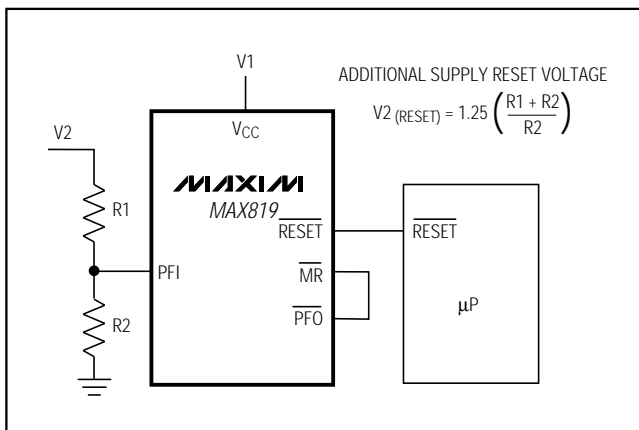 V1
ADDITIONAL SUPPLY RESET VOLTAGE
V2 (RESET) = 1.25 (R1 + R2 / R2)
V2
VCC
MAXIM
MAX819
R1
RESET
RESET
PFI
MR
μP
R2
PFO